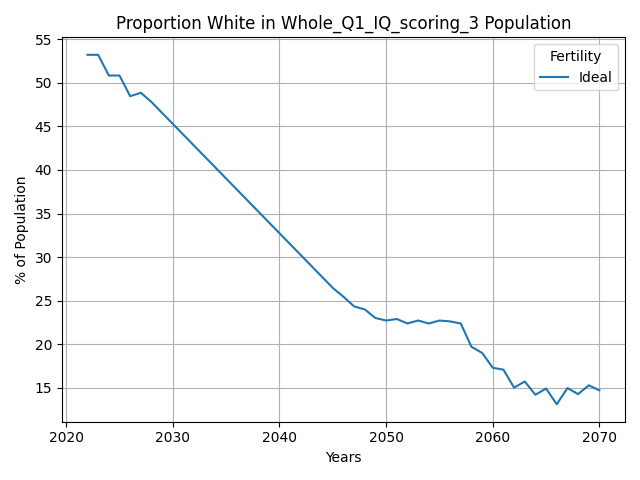 Proportion White in Whole_Q1_IQ_scoring_3 Population
% of Population
55
50
45
40
35
30
25
20
15
Fertility
Ideal
2020 2030 2040 2050 2060 2070
Years